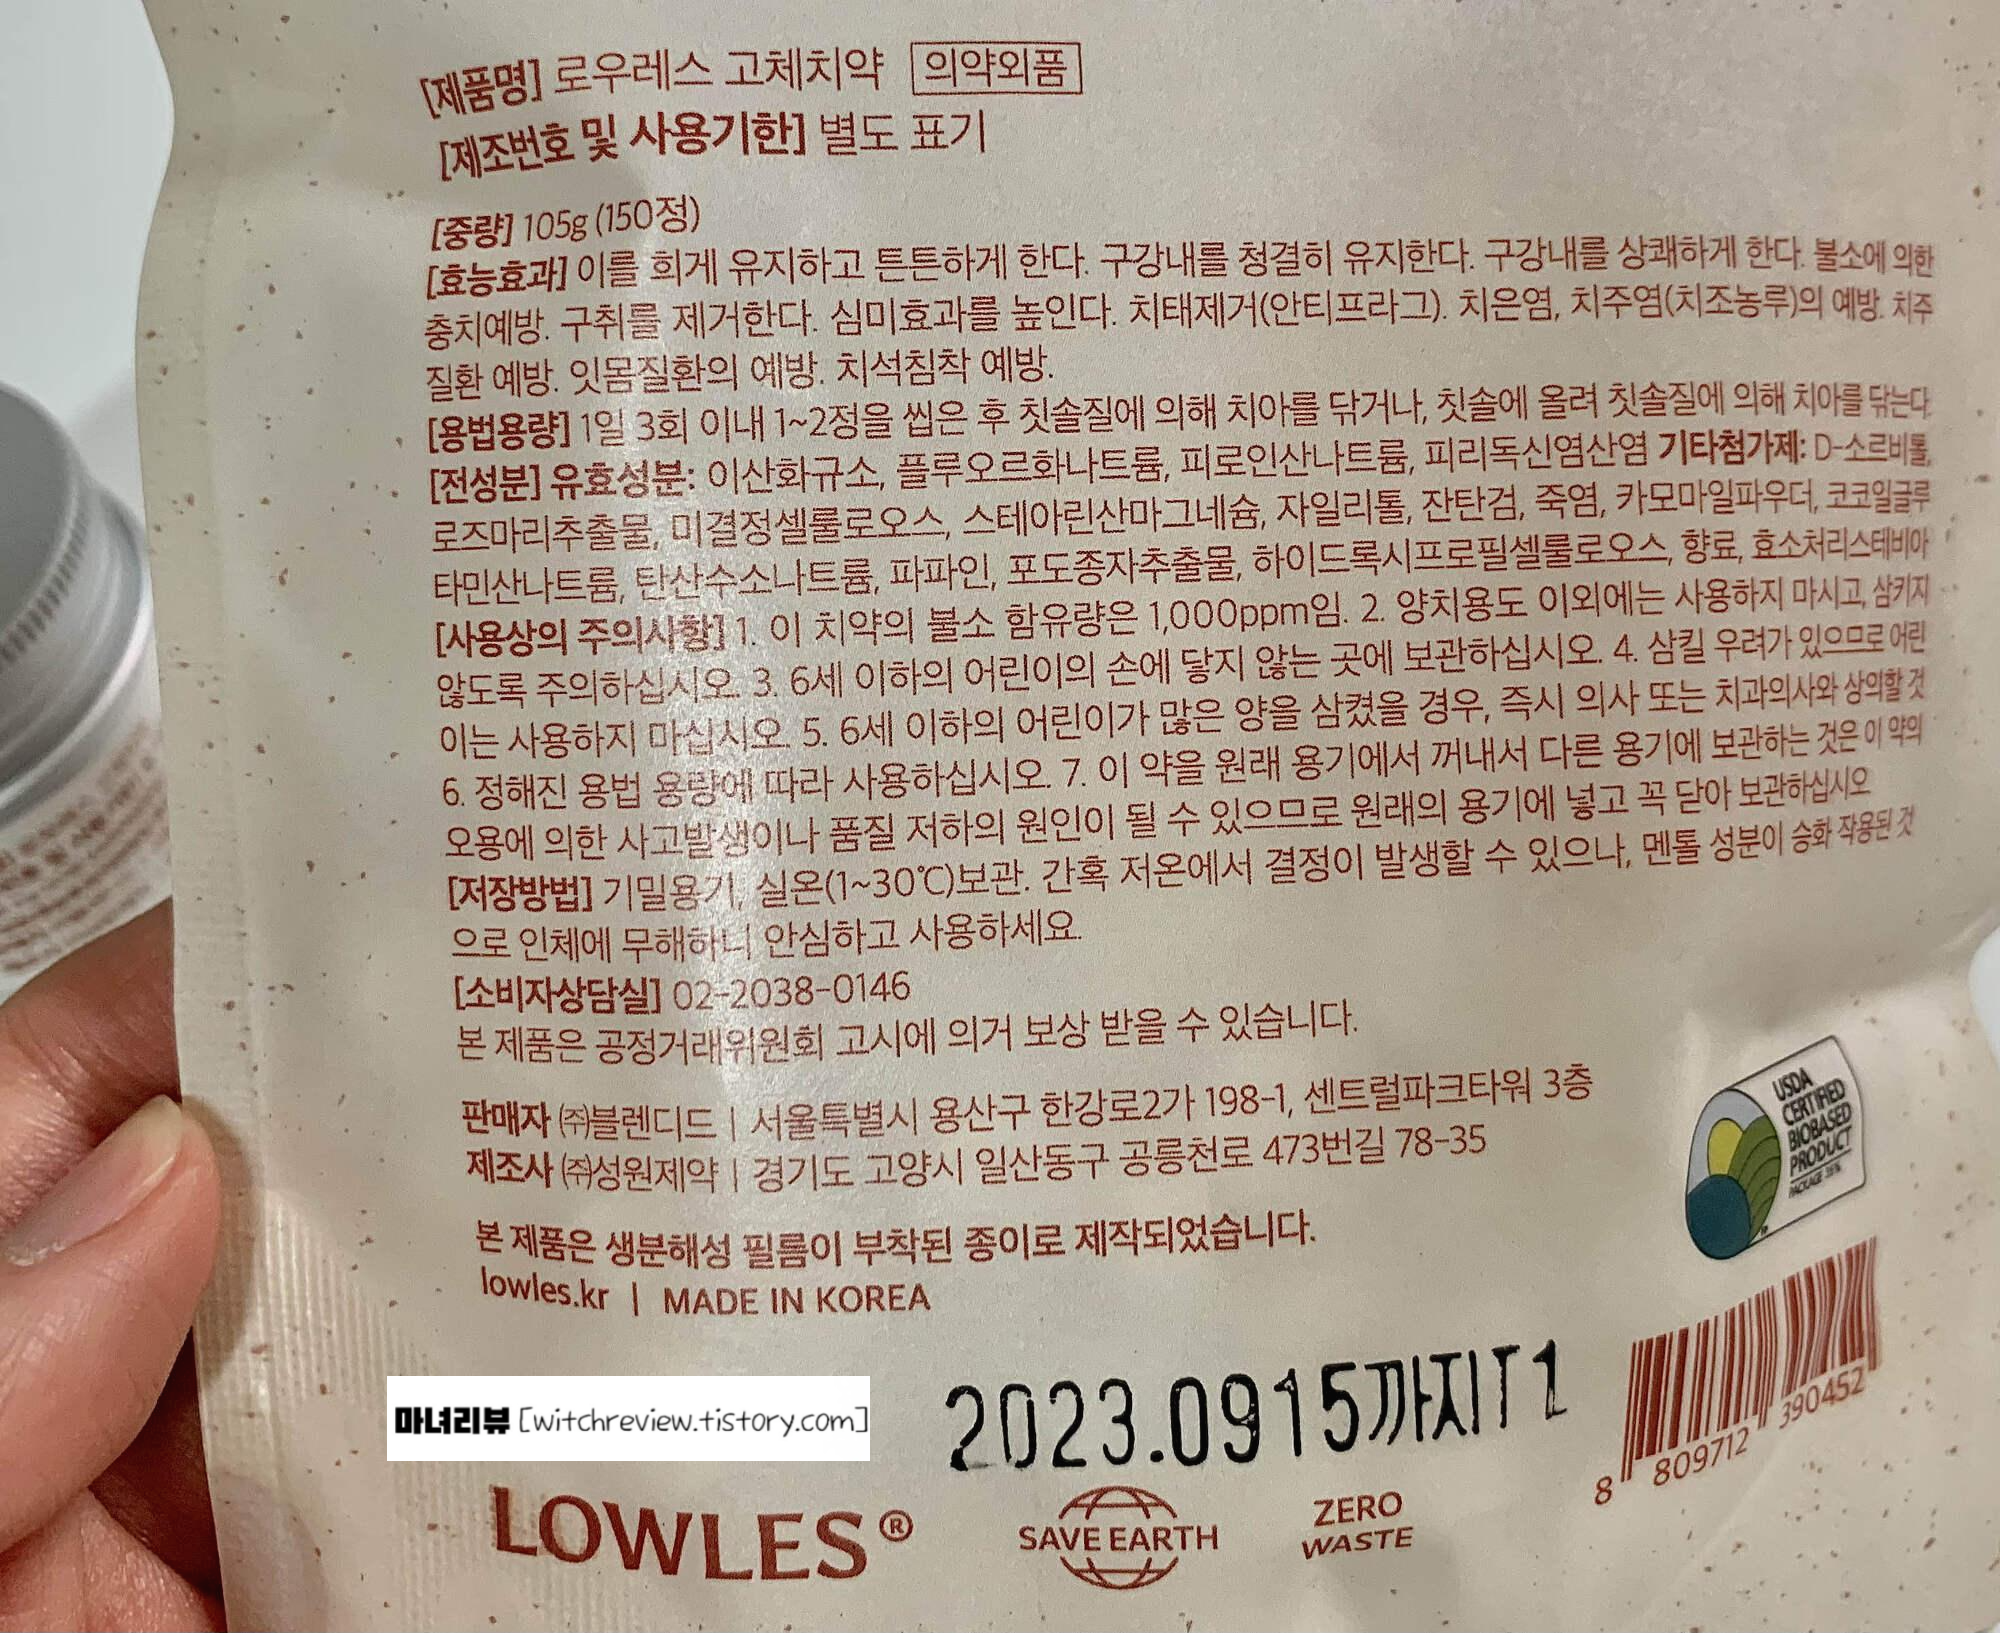 [제품명] 로우레스 고체치약 의약외품
[제조번호 및 사용기한] 별도 표기
[중량] 105g (150정)
[효능효과] 이를 희게 유지하고 튼튼하게 한다. 구강내를 청결히 유지한다. 구강내를 상쾌하게 한다. 불소에 의한
충치예방. 구취를 제거한다. 심미효과를 높인다. 치태제거(안티프라그). 치은염, 치주염(치조농루)의 예방. 치주
질환 예방. 잇몸질환의 예방. 치석침착 예방.
[용법용량] 1일 3회 이내 1~2정을 씹은 후 칫솔질에 의해 치아를 닦거나, 칫솔에 올려 칫솔질에 의해 치아를 닦는다.
[전성분] 유효성분: 이산화규소, 플루오르화나트륨, 피로인산나트륨, 피리독신염산염 기타첨가제: D-소르비톨,
로즈마리추출물, 미결정셀룰로오스, 스테아린산마그네슘, 자일리톨, 잔탄검, 죽염, 카모마일파우더, 코코일글루
타민산나트륨, 탄산수소나트륨, 파파인, 포도종자추출물, 하이드록시프로필셀룰로오스, 향료, 효소처리스테비아
[사용상의 주의사항] 1. 이 치약의 불소 함유량은 1,000ppm임. 2. 양치용도 이외에는 사용하지 마시고, 삼키지
않도록 주의하십시오. 3. 6세 이하의 어린이의 손에 닿지 않는 곳에 보관하십시오. 4. 삼킬 우려가 있으므로 어린
이는 사용하지 마십시오. 5. 6세 이하의 어린이가 많은 양을 삼켰을 경우, 즉시 의사 또는 치과의사와 상의할 것
6. 정해진 용법 용량에 따라 사용하십시오. 7. 이 약을 원래 용기에서 꺼내서 다른 용기에 보관하는 것은 이 약의
오용에 의한 사고발생이나 품질 저하의 원인이 될 수 있으므로 원래의 용기에 넣고 꼭 닫아 보관하십시오
[저장방법] 기밀용기, 실온(1~30℃)보관. 간혹 저온에서 결정이 발생할 수 있으나, 멘톨 성분이 승화 작용된 것
으로 인체에 무해하니 안심하고 사용하세요.
[소비자상담실] 02-2038-0146
본 제품은 공정거래위원회 고시에 의거 보상 받을 수 있습니다.
판매자 ㈜블렌디드 | 서울특별시 용산구 한강로2가 198-1, 센트럴파크타워 3층
제조사 ㈜성원제약 | 경기도 고양시 일산동구 공릉천로 473번길 78-35
USDA
CERTIFIED
BIOBASED
PRODUCT
본 제품은 생분해성 필름이 부착된 종이로 제작되었습니다.
lowles.kr | MADE IN KOREA
2023.0915까지T1
8 809712 390452
마녀리뷰 [witchreview.tistory.com]
LOWLES®
SAVE EARTH
ZERO
WASTE